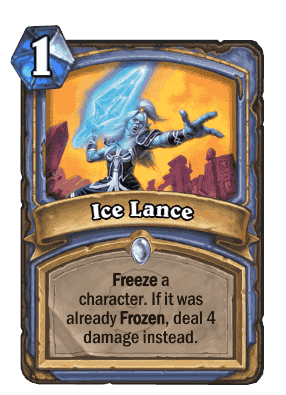 1
Ice Lance
Freeze a
character. If it was
already Frozen, deal 4
damage instead.